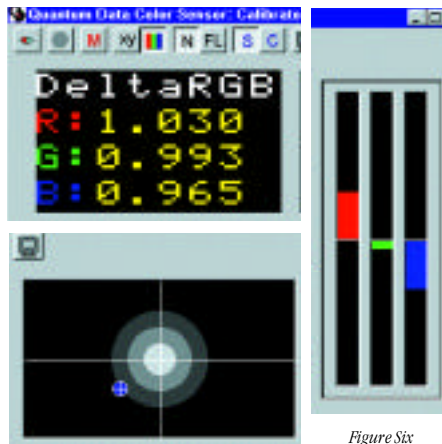 Quantum Data Color Sensor: Calibrate
M xy N FL S C
DeltaRGB
R:1.030
G:0.993
B:0.965
Figure Six